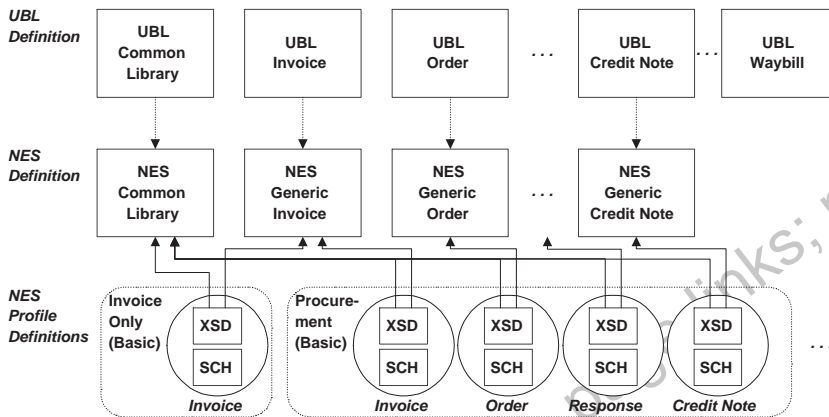 UBL
Definition
UBL
Common
Library
UBL
Invoice
UBL
Order
. . .
UBL
Credit Note
. . .
UBL
Waybill
NES
Definition
NES
Common
Library
NES
Generic
Invoice
NES
Generic
Order
. . .
NES
Generic
Credit Note
NES
Profile
Definitions
Invoice
Only
(Basic)
XSD
SCH
Invoice
Procure-
ment
(Basic)
XSD
SCH
Invoice
XSD
SCH
Order
XSD
SCH
Response
XSD
SCH
Credit Note
. . .
links;